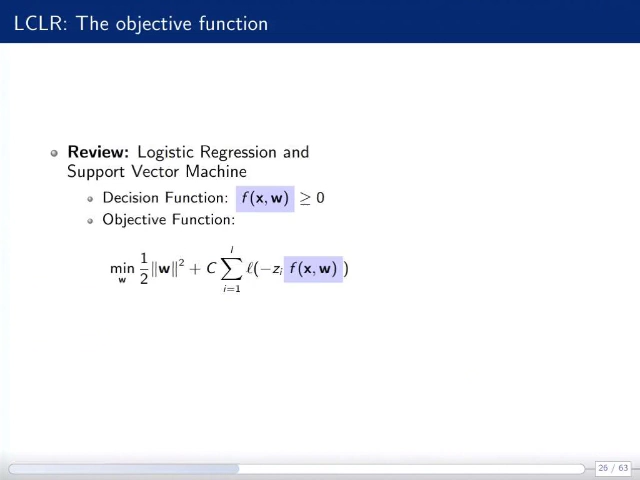 LCLR: The objective function
Review: Logistic Regression and
Support Vector Machine
Decision Function: f(x, w) ≥ 0
Objective Function:
min_w 1/2 ‖w‖² + C ∑_{i=1}^{l} ℓ(−z_i f(x, w))
26 / 63